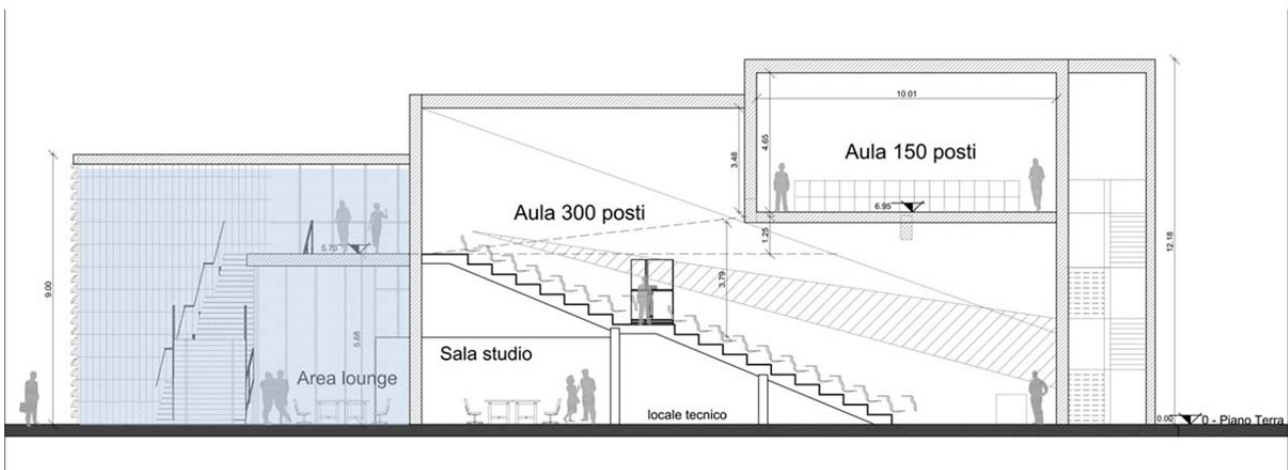 10.01
4.65
Aula 150 posti
3.48
6.95
Aula 300 posti
1.25
5.70
12.18
9.00
3.79
5.68
Sala studio
Area lounge
locale tecnico
0.00
0 - Piano Terra